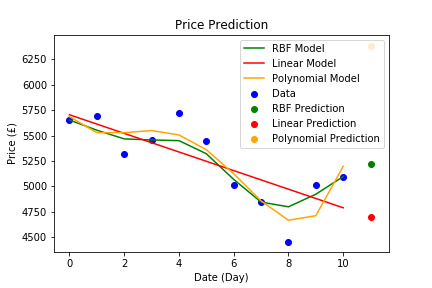 Price Prediction
RBF Model
Linear Model
Polynomial Model
Data
RBF Prediction
Linear Prediction
Polynomial Prediction
Price (£)
6250
6000
5750
5500
5250
5000
4750
4500
0 2 4 6 8 10
Date (Day)